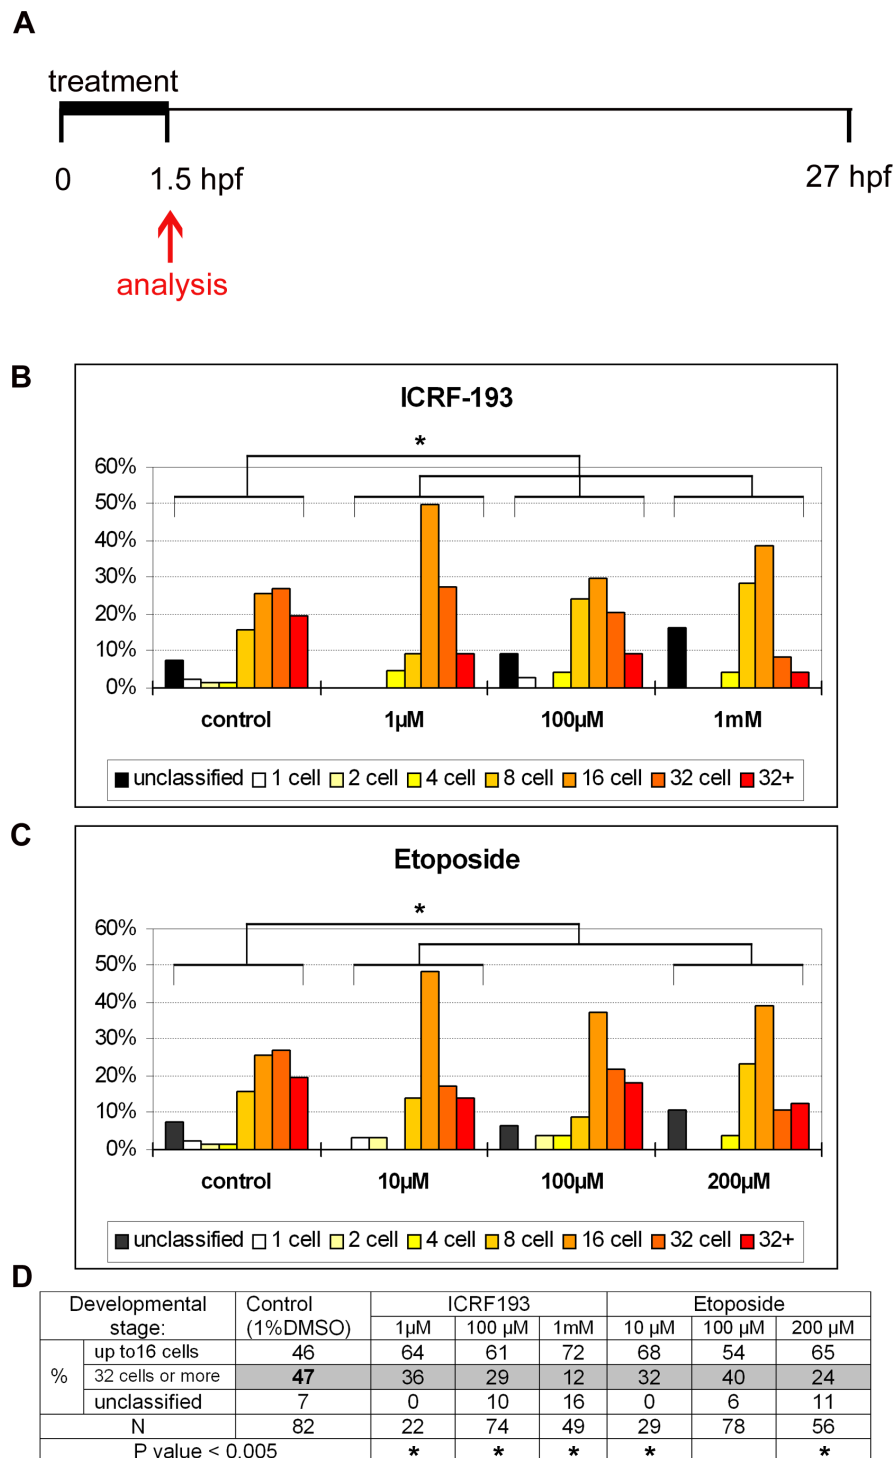 A
treatment
0 1.5 hpf 27 hpf
analysis
B
ICRF-193
*
60%
50%
40%
30%
20%
10%
0%
control 1µM 100µM 1mM
unclassified 1 cell 2 cell 4 cell 8 cell 16 cell 32 cell 32+
C
Etoposide
*
60%
50%
40%
30%
20%
10%
0%
control 10µM 100µM 200µM
unclassified 1 cell 2 cell 4 cell 8 cell 16 cell 32 cell 32+
D
Developmental stage: Control (1%DMSO) ICRF193 Etoposide
1µM 100 µM 1mM 10 µM 100 µM 200 µM
% up to16 cells 46 64 61 72 68 54 65
32 cells or more 47 36 29 12 32 40 24
unclassified 7 0 10 16 0 6 11
N 82 22 74 49 29 78 56
P value < 0.005 * * * * *